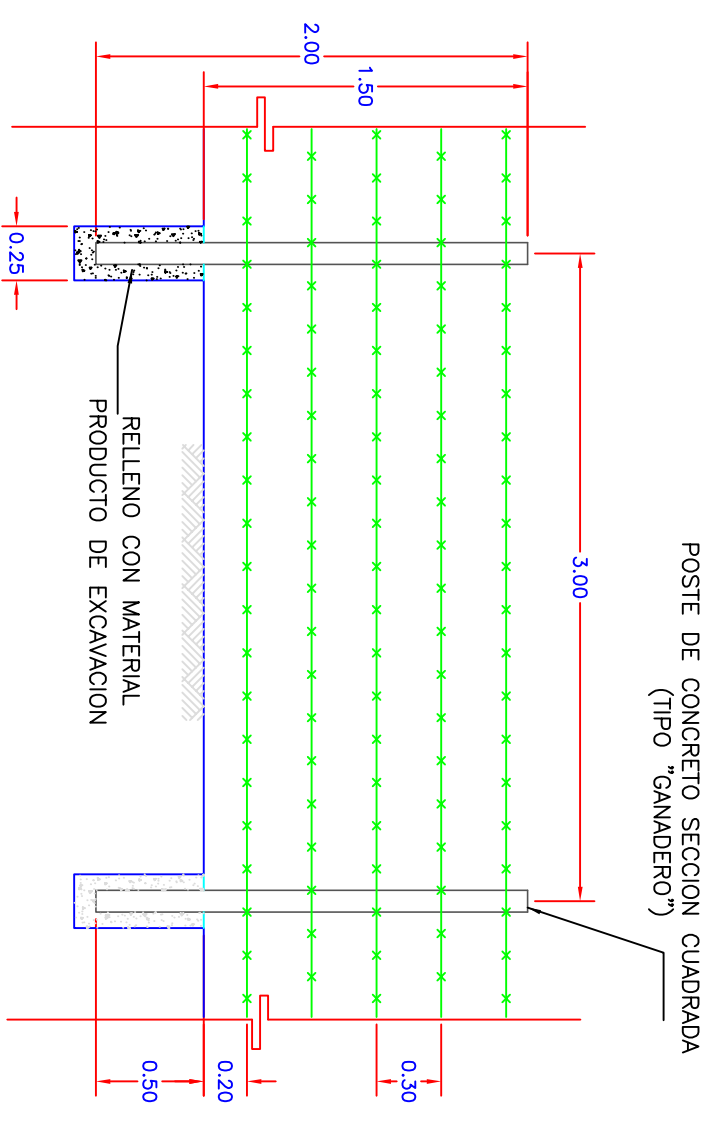 POSTE DE CONCRETO SECCION CUADRADA
(TIPO "GANADERO")
3.00
2.00
1.50
0.30
0.20
0.50
0.25
RELLENO CON MATERIAL
PRODUCTO DE EXCAVACION